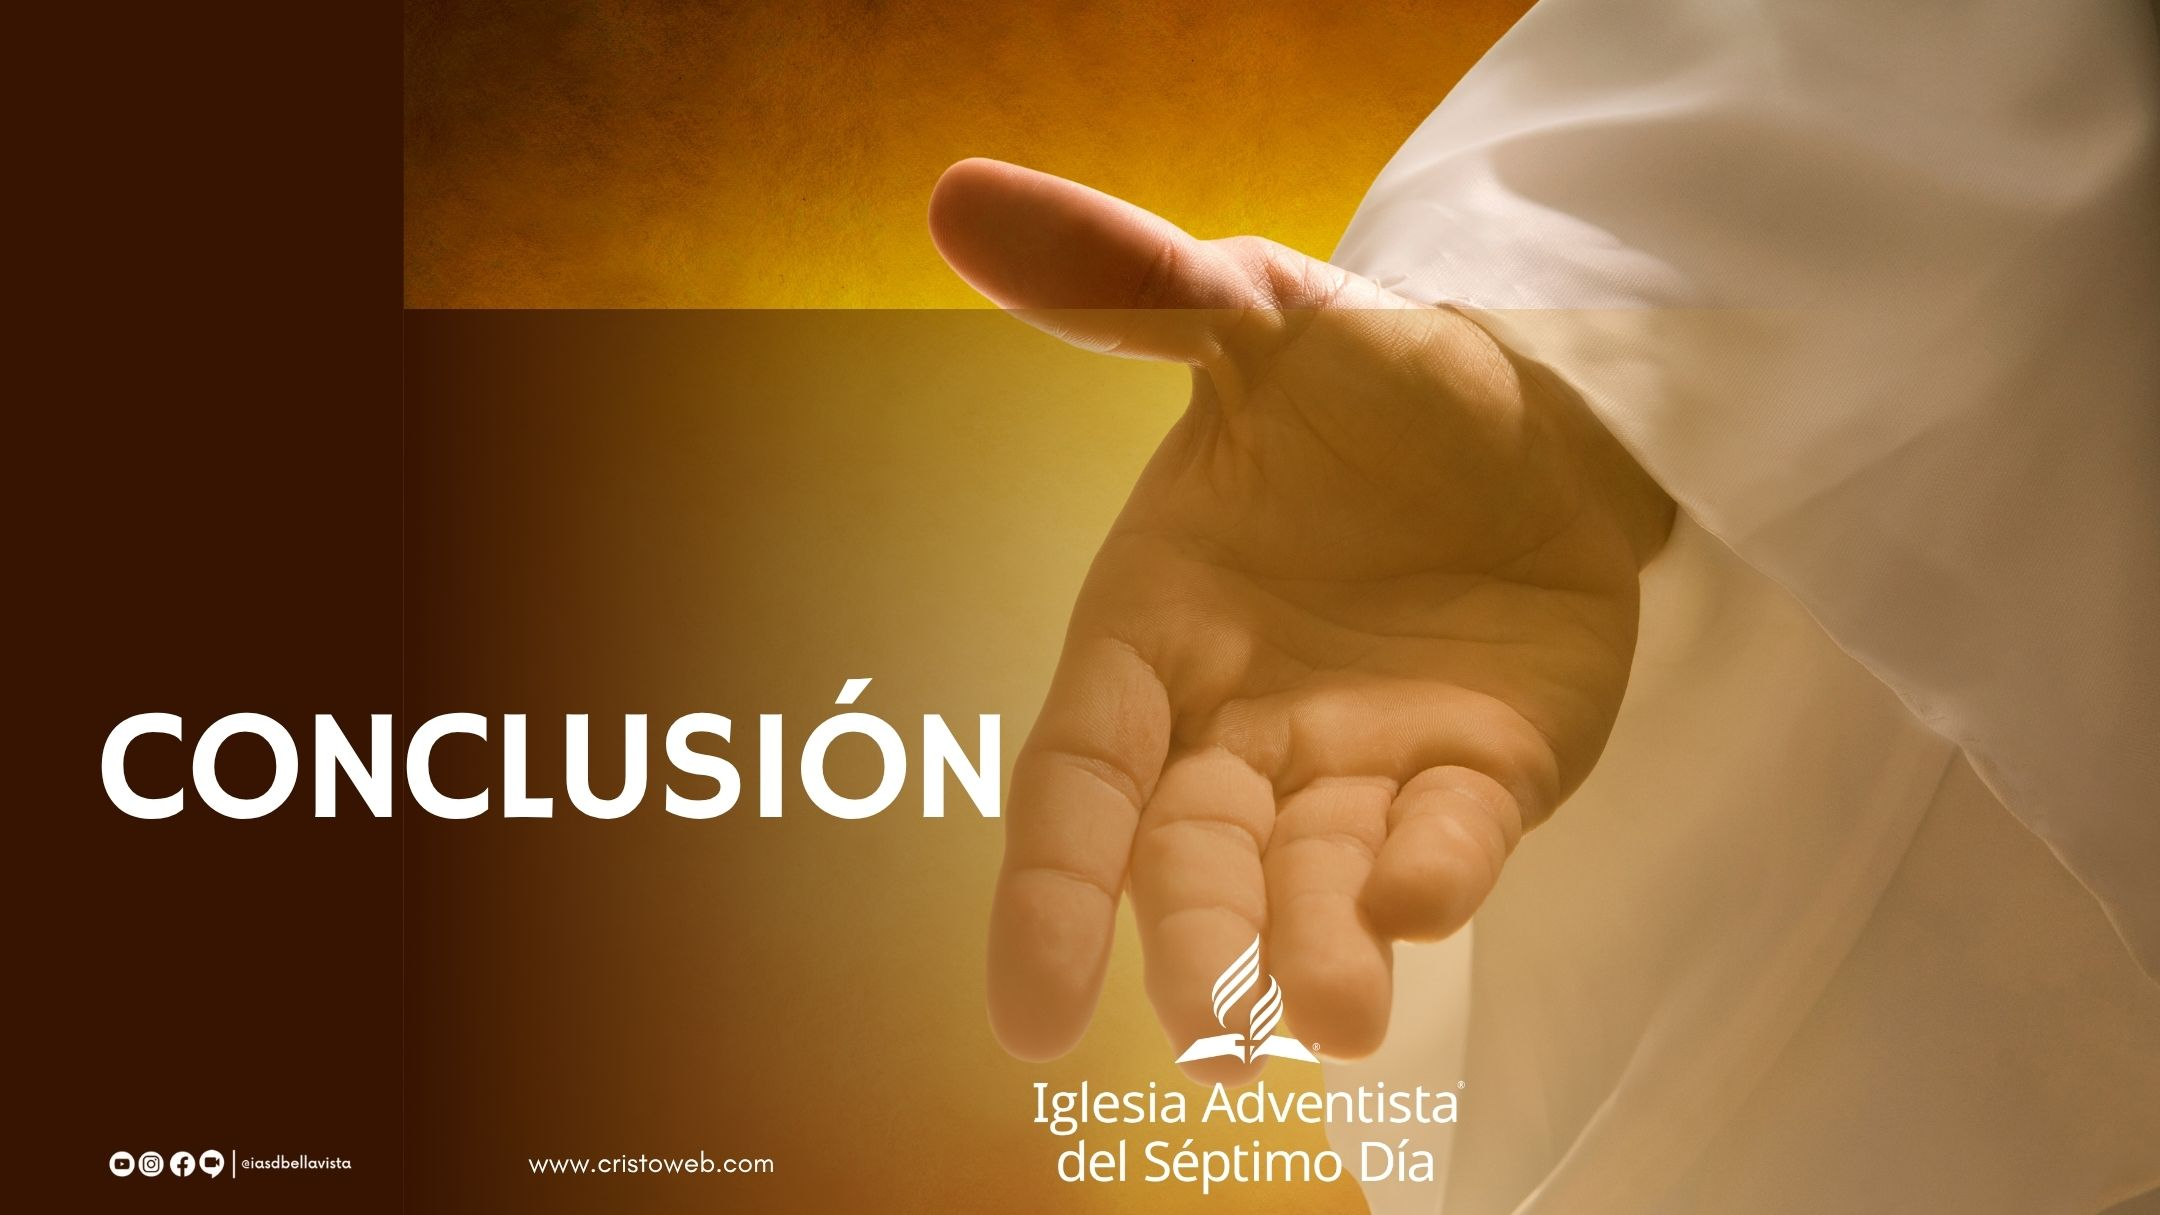 CONCLUSIÓN
Iglesia Adventista®
del Séptimo Día
@iasdbellavista
www.cristoweb.com